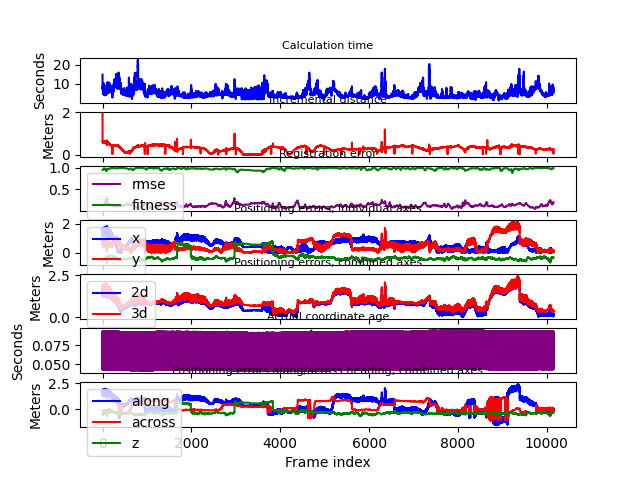 Calculation time
Seconds
20
10
Incremental distance
Meters
2
0
Registration error
1.0
0.5
rmse
fitness
Positioning errors, individual axes
Meters
2
0
x
y
Positioning errors, combined axes
Meters
2.5
0.0
2d
3d
Actual coordinate age
Seconds
0.075
0.050
Positioning errors along/across heading, combined axes
Meters
2.5
0.0
along
across
z
0 2000 4000 6000 8000 10000
Frame index